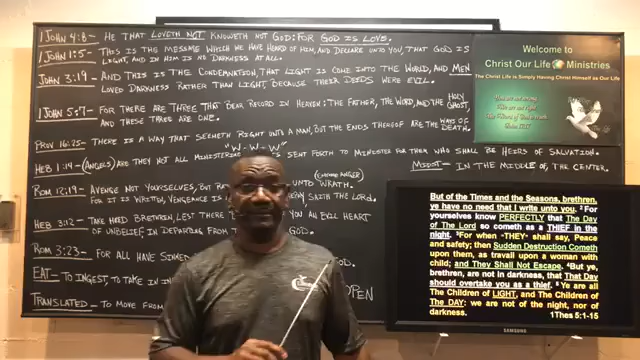 1 JOHN 4:8- HE THAT LOVETH NOT KNOWETH NOT GOD: FOR GOD IS LOVE.
1 JOHN 1:5- THIS IS THE MESSAGE WHICH WE HAVE HEARD OF HIM, AND DECLARE UNTO YOU, THAT GOD IS
LIGHT, AND IN HIM IS NO DARKNESS AT ALL.
JOHN 3:19- AND THIS IS THE CONDEMNATION, THAT LIGHT IS COME INTO THE WORLD, AND MEN
LOVED DARKNESS RATHER THAN LIGHT, BECAUSE THEIR DEEDS WERE EVIL.
1 JOHN 5:7- FOR THERE ARE THREE THAT BEAR RECORD IN HEAVEN: THE FATHER, THE WORD, AND THE HOLY GHOST,
AND THESE THREE ARE ONE.
PROV 16:25- THERE IS A WAY THAT SEEMETH RIGHT UNTO A MAN, BUT THE ENDS THEREOF ARE THE WAYS OF DEATH.
"W-W-W"
HEB 1:14- (ANGELS) ARE THEY NOT ALL MINISTERING SENT FORTH TO MINISTER FOR THEM WHO SHALL BE HEIRS OF SALVATION.
MIDST- IN THE MIDDLE OF, THE CENTER.
ROM 12:19- AVENGE NOT YOURSELVES, BUT UNTO WRATH.
FOR IT IS WRITTEN, VENGEANCE IS SAITH THE LORD.
HEB 3:12- TAKE HEED BRETHREN, LEST THERE YOU AN EVIL HEART
OF UNBELIEF IN DEPARTING FROM GOD.
ROM 3:23- FOR ALL HAVE SINNED GOD.
EAT- TO INGEST, TO TAKE IN OPEN
TRANSLATED- TO MOVE FROM
Welcome to
Christ Our Life Ministries
The Christ Life is Simply Having Christ Himself as Our Life
But of the Times and the Seasons, brethren,
ye have no need that I write unto you. ² For
yourselves know PERFECTLY that The Day
of The Lord so cometh as a THIEF in the
night. ³ For when ~THEY~ shall say, Peace
and safety; then Sudden Destruction Cometh
upon them, as travail upon a woman with
child; and They Shall Not Escape. ⁴ But ye,
brethren, are not in darkness, that That Day
should overtake you as a thief. ⁵ Ye are all
The Children of LIGHT, and The Children of
The DAY: we are not of the night, nor of
darkness. 1Thes 5:1-15
SAMSUNG